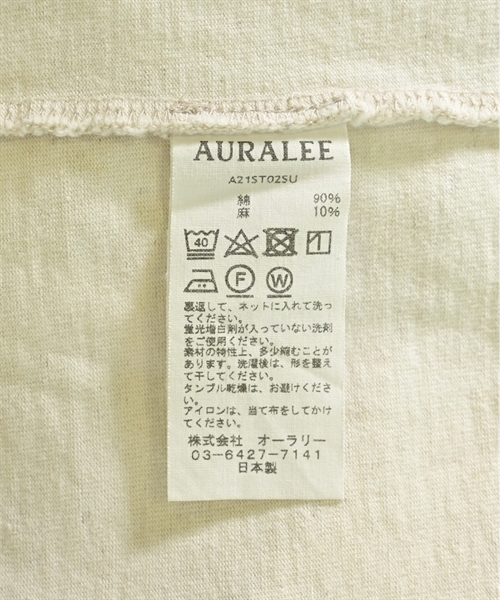 AURALEE
A21ST02SU
綿 90%
麻 10%
40
F W
裏返して、ネットに入れて洗っ
てください。
蛍光増白剤が入っていない洗剤
をご使用ください。
素材の特性上、多少縮むことが
あります。洗濯後は、形を整え
て干してください。
タンブル乾燥は、お避けくださ
い。
アイロンは、当て布をしてかけ
てください。
株式会社 オーラリー
03-6427-7141
日本製